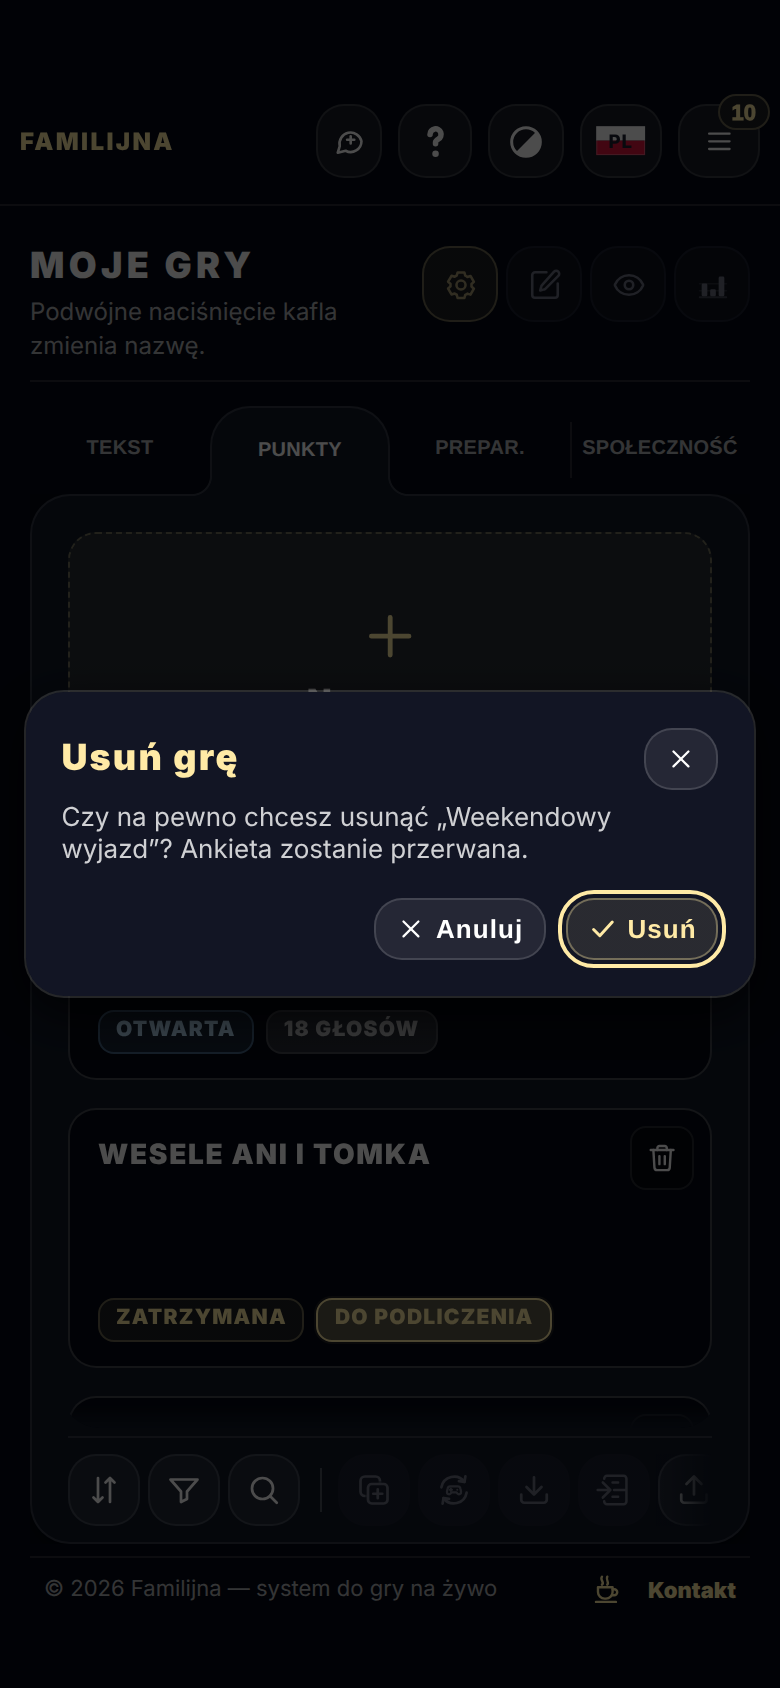 FAMILIJNA
PL
10
MOJE GRY
Podwójne naciśnięcie kafla
zmienia nazwę.
TEKST
PUNKTY
PREPAR.
SPOŁECZNOŚĆ
Usuń grę
Czy na pewno chcesz usunąć „Weekendowy
wyjazd”? Ankieta zostanie przerwana.
Anuluj
Usuń
OTWARTA
18 GŁOSÓW
WESELE ANI I TOMKA
ZATRZYMANA
DO PODLICZENIA
© 2026 Familijna — system do gry na żywo
Kontakt